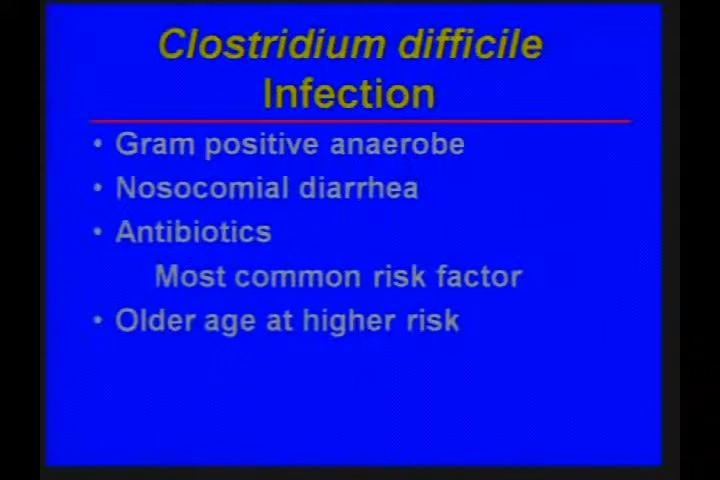 Clostridium difficile
Infection
• Gram positive anaerobe
• Nosocomial diarrhea
• Antibiotics
Most common risk factor
• Older age at higher risk